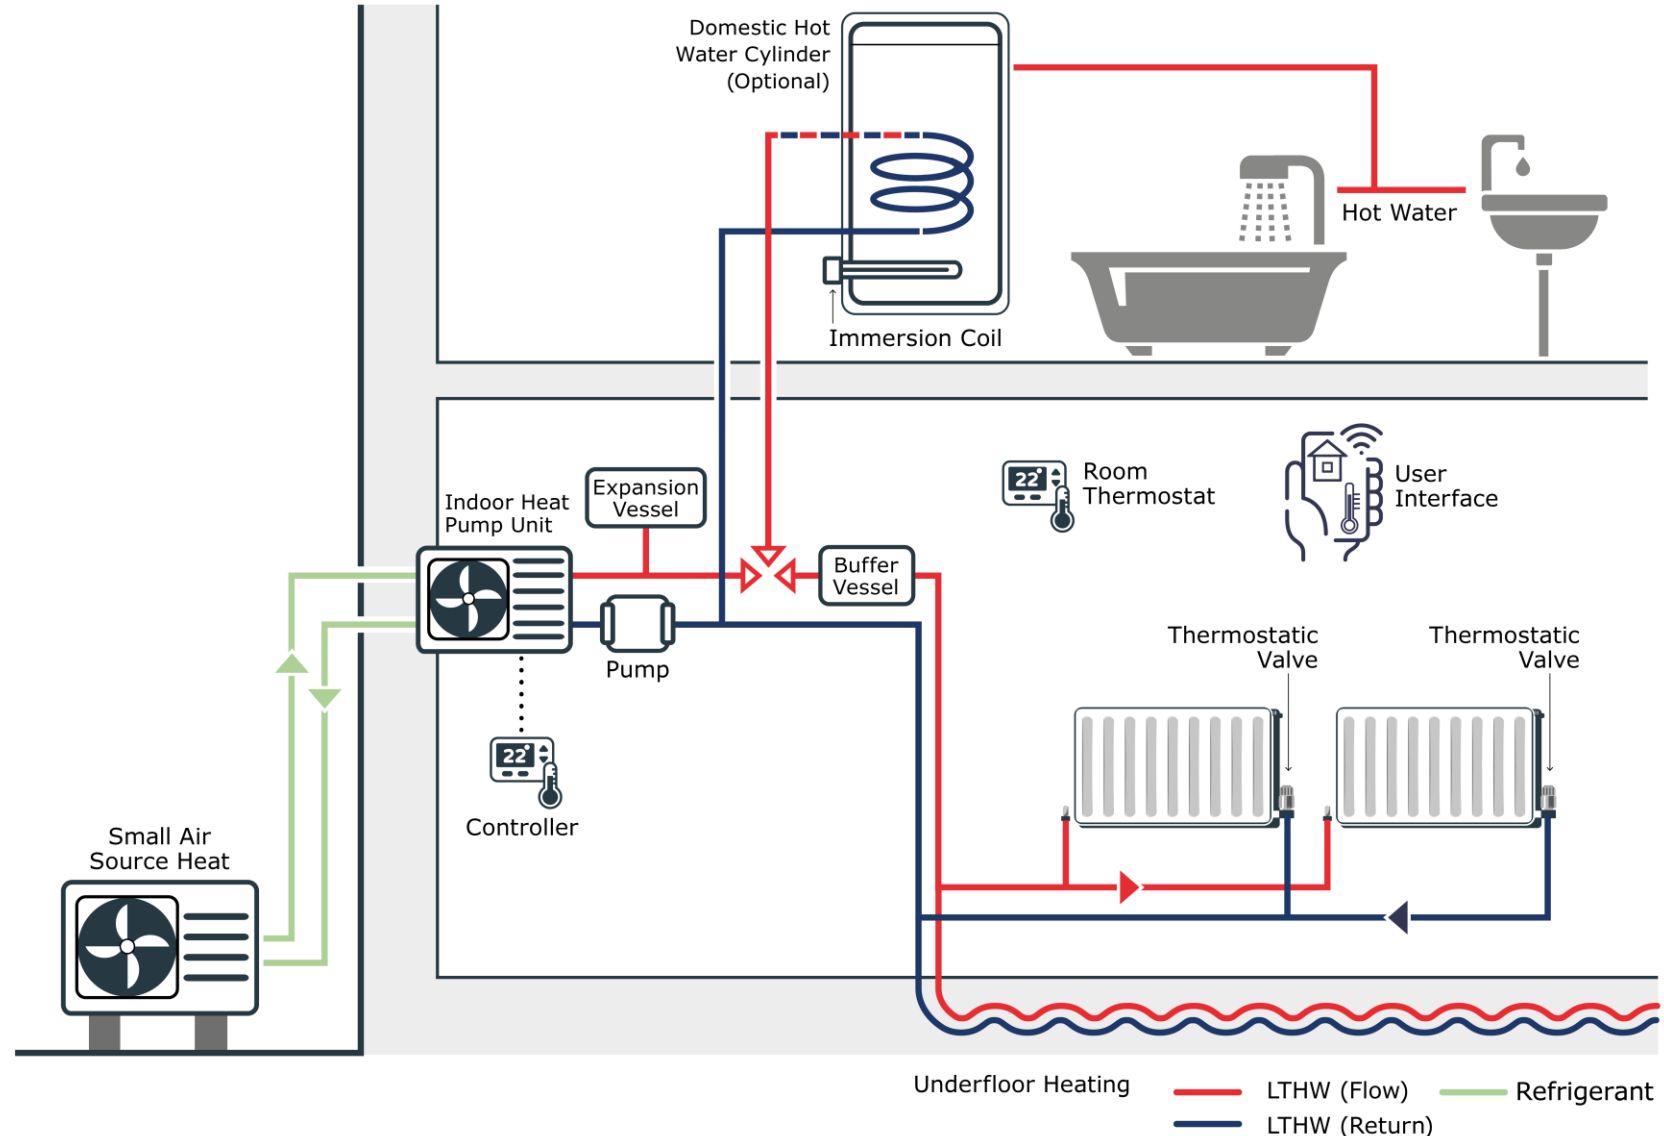 Domestic Hot
Water Cylinder
(Optional)
Hot Water
Immersion Coil
Indoor Heat
Pump Unit
Expansion
Vessel
22°
Room
Thermostat
User
Interface
Buffer
Vessel
Pump
Thermostatic
Valve
Thermostatic
Valve
22°
Controller
Small Air
Source Heat
Underfloor Heating
LTHW (Flow)
Refrigerant
LTHW (Return)